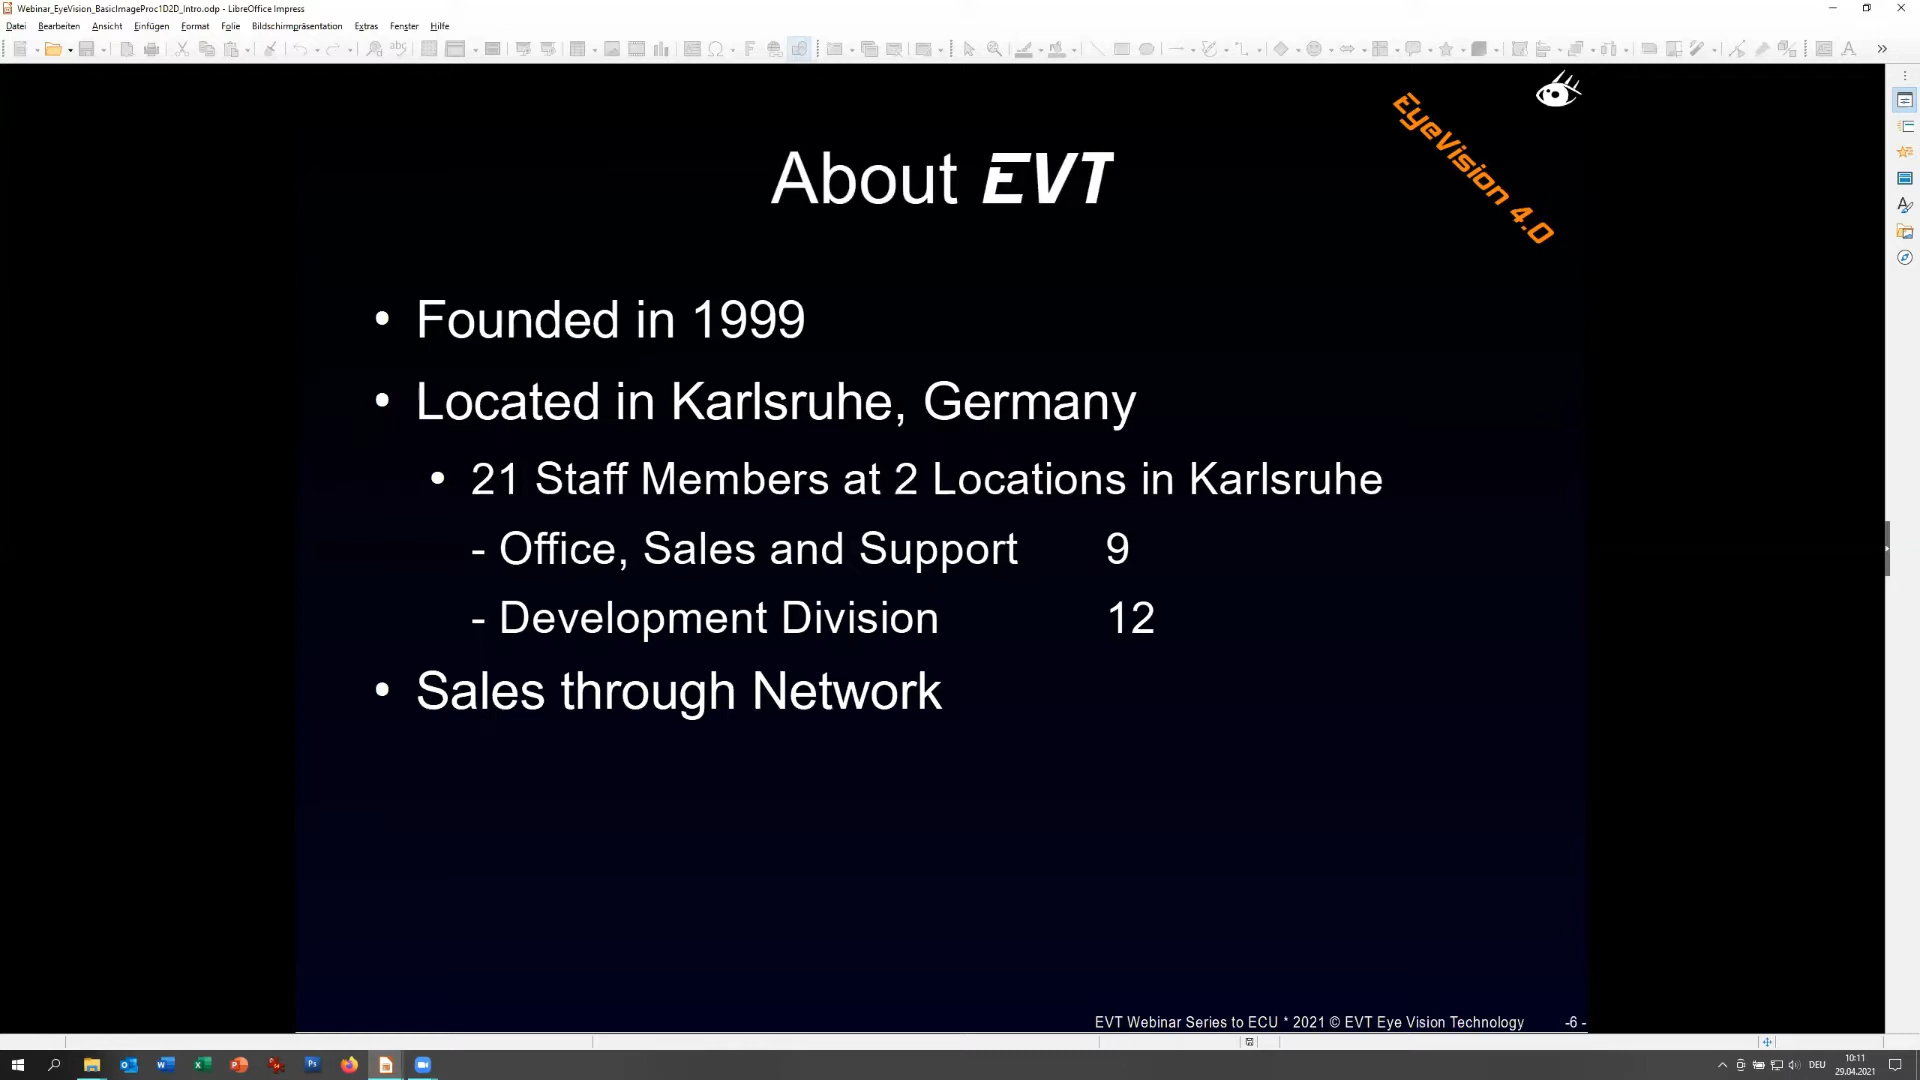 Webinar_EyeVision_BasicImageProc1D2D_Intro.odp - LibreOffice Impress
Datei Bearbeiten Ansicht Einfügen Format Folie Bildschirmpräsentation Extras Fenster Hilfe
EyeVision 4.0
About EVT
• Founded in 1999
• Located in Karlsruhe, Germany
• 21 Staff Members at 2 Locations in Karlsruhe
- Office, Sales and Support 9
- Development Division 12
• Sales through Network
EVT Webinar Series to ECU * 2021 © EVT Eye Vision Technology -6 -
DEU
10:11
29.04.2021